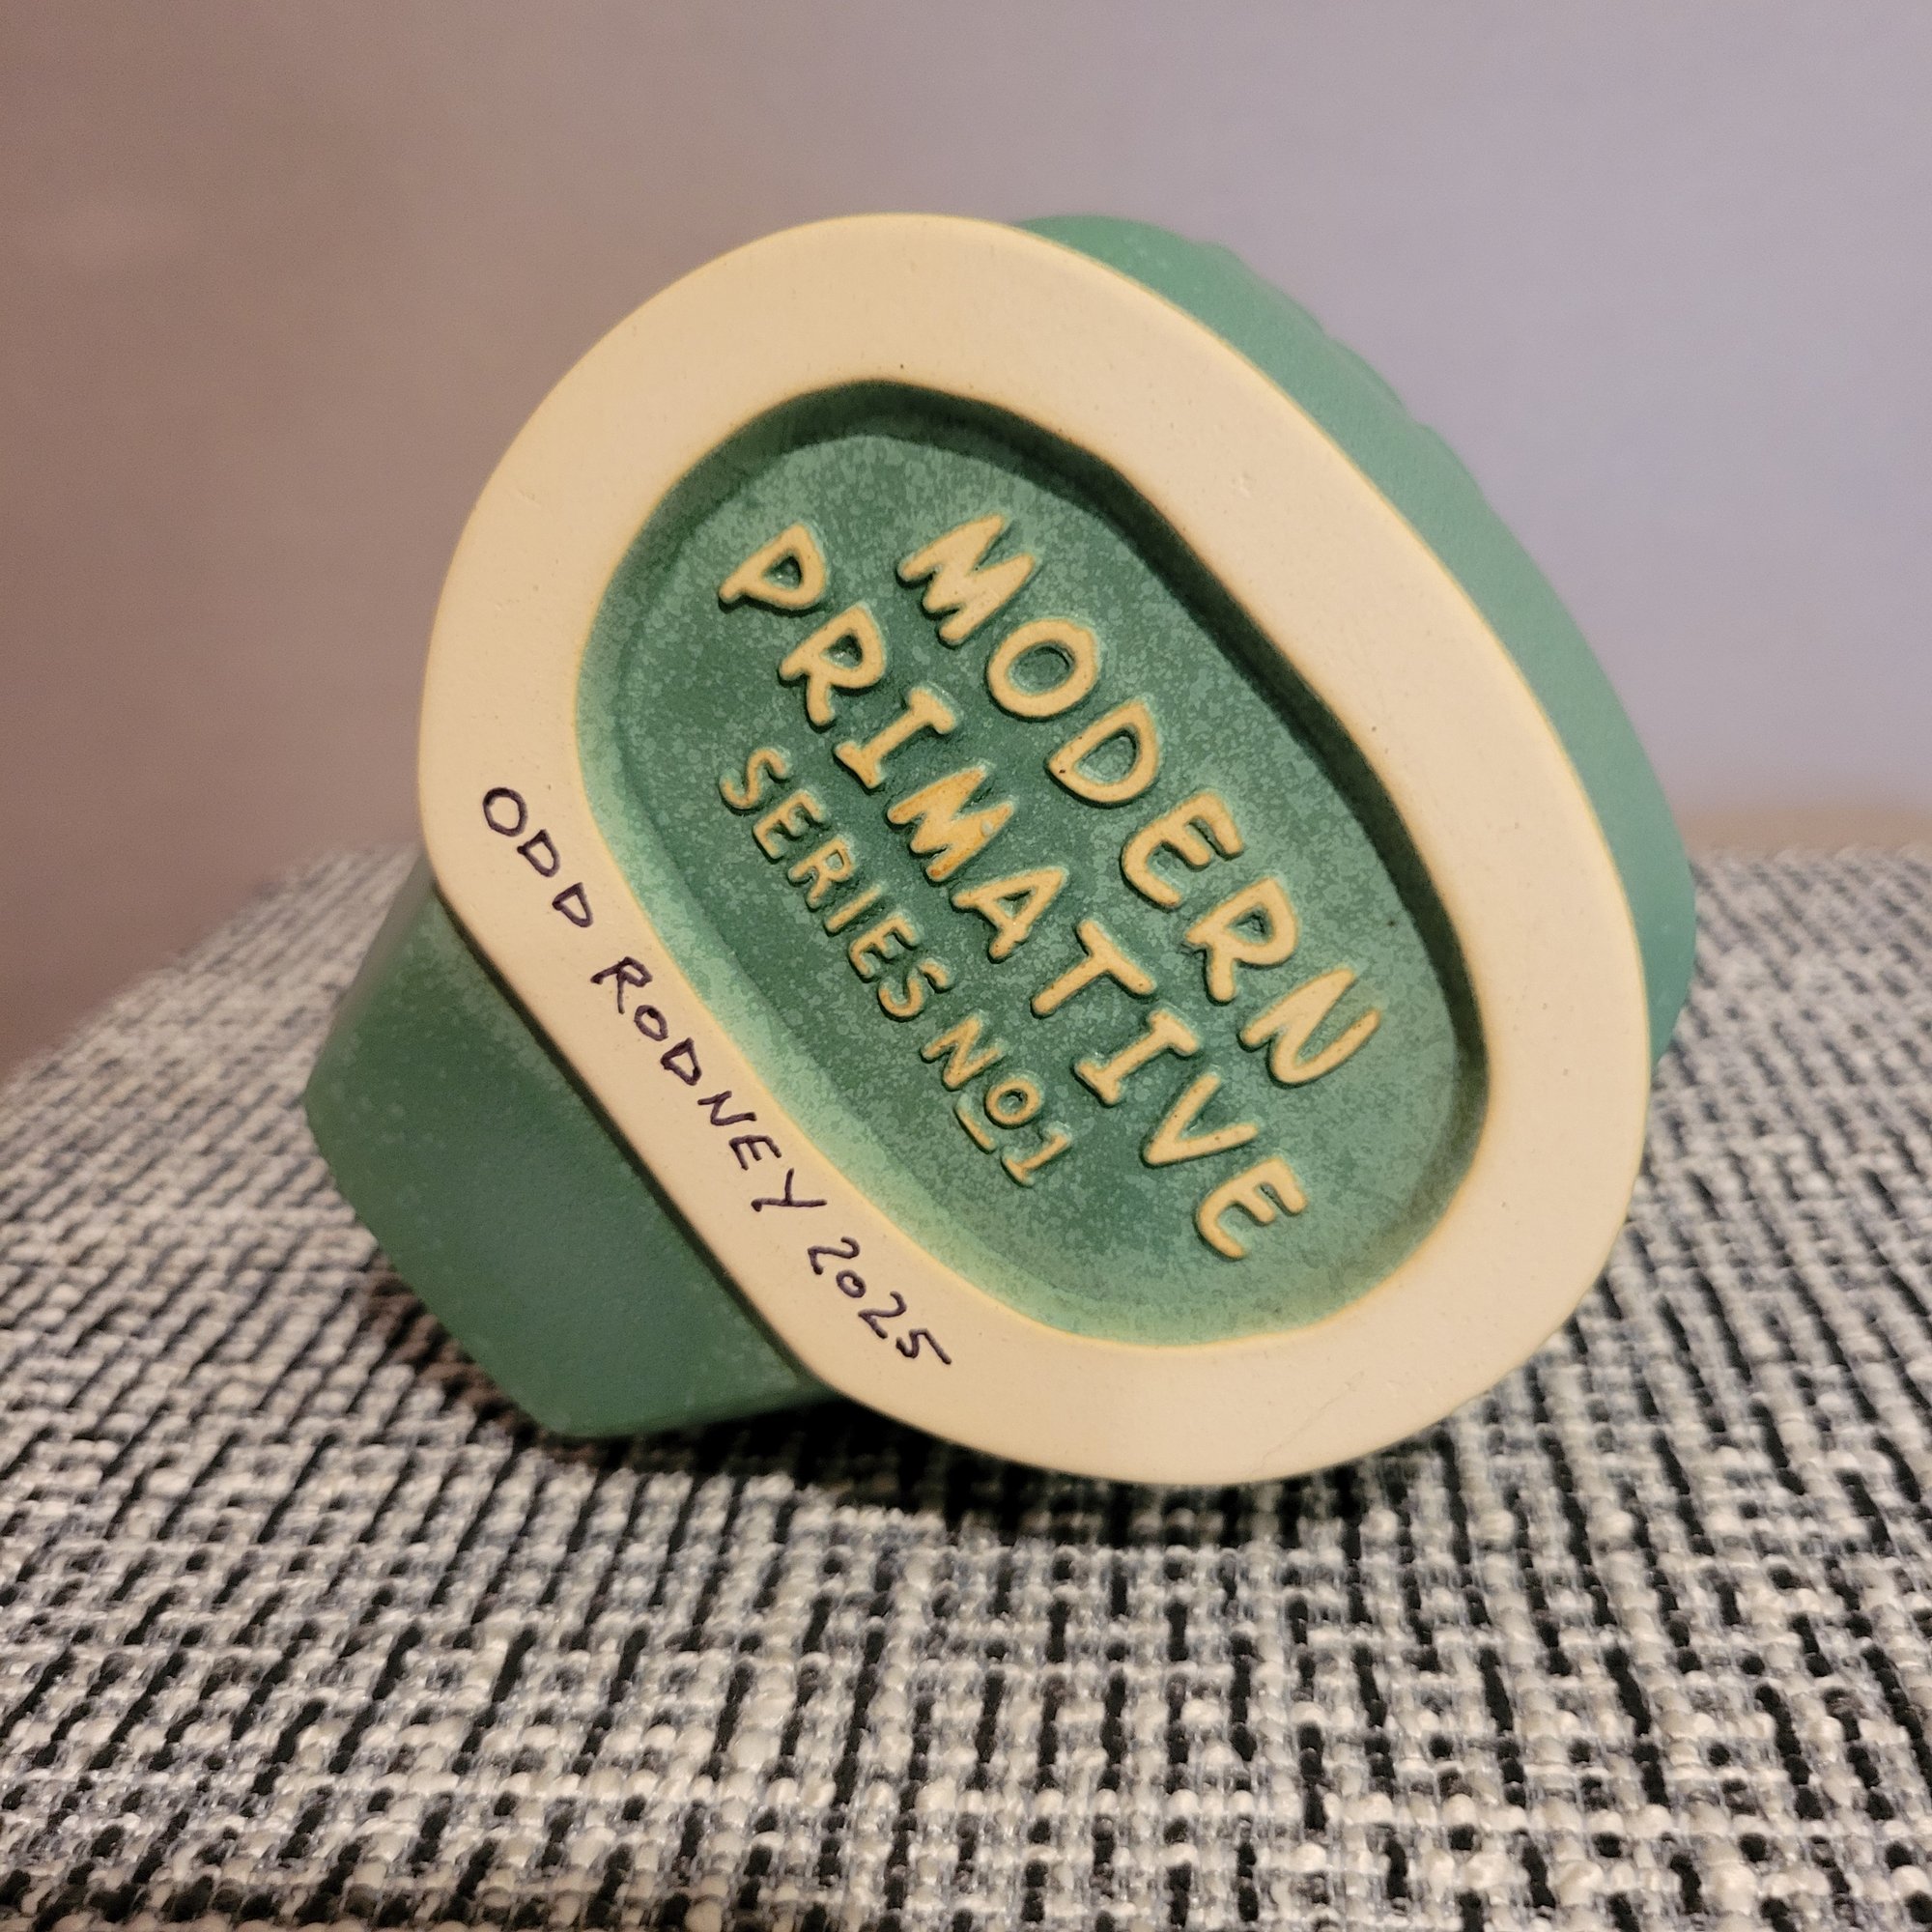 MODERN
PRIMATIVE
SERIES NO1
ODD RODNEY 2025